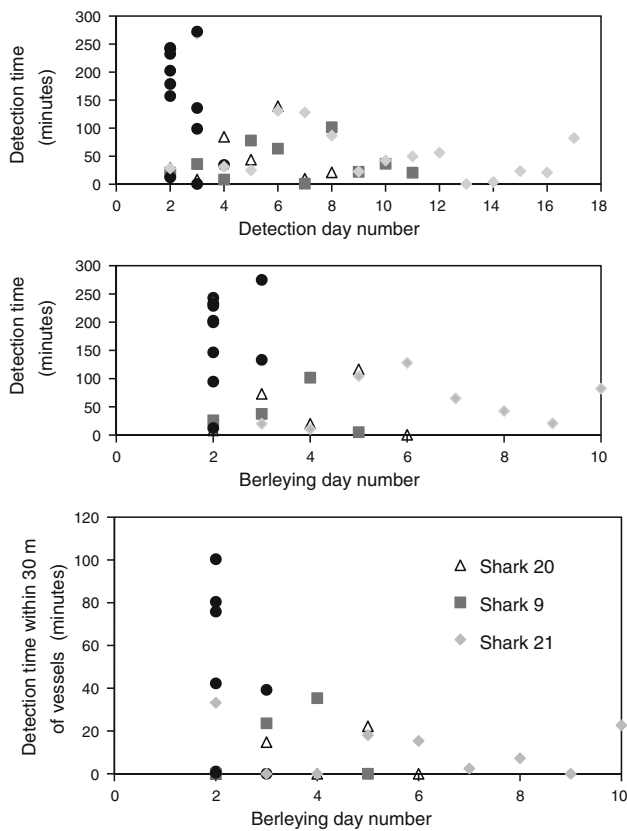 300
250
200
150
100
50
0
Detection time
(minutes)
0 2 4 6 8 10 12 14 16 18
Detection day number
300
250
200
150
100
50
0
Detection time
(minutes)
0 2 4 6 8 10
Berleying day number
120
100
80
60
40
20
0
Detection time within 30 m
of vessels (minutes)
Shark 20
Shark 9
Shark 21
0 2 4 6 8 10
Berleying day number